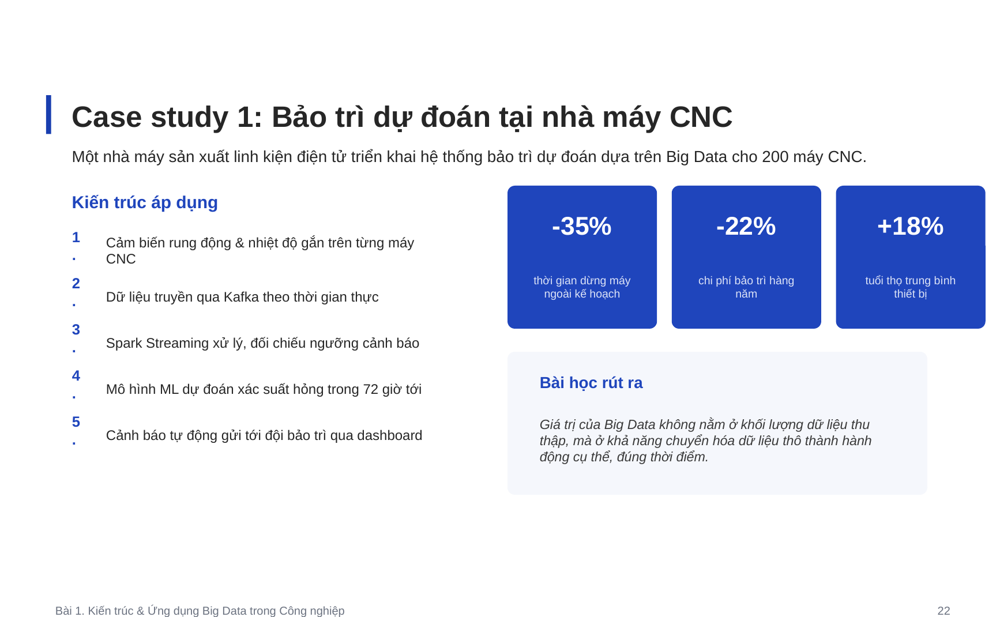 Case study 1: Bảo trì dự đoán tại nhà máy CNC
Một nhà máy sản xuất linh kiện điện tử triển khai hệ thống bảo trì dự đoán dựa trên Big Data cho 200 máy CNC.
Kiến trúc áp dụng
1
.
Cảm biến rung động & nhiệt độ gắn trên từng máy
CNC
2
.
Dữ liệu truyền qua Kafka theo thời gian thực
3
.
Spark Streaming xử lý, đối chiếu ngưỡng cảnh báo
4
.
Mô hình ML dự đoán xác suất hỏng trong 72 giờ tới
5
.
Cảnh báo tự động gửi tới đội bảo trì qua dashboard
-35%
thời gian dừng máy
ngoài kế hoạch
-22%
chi phí bảo trì hàng
năm
+18%
tuổi thọ trung bình
thiết bị
Bài học rút ra
Giá trị của Big Data không nằm ở khối lượng dữ liệu thu
thập, mà ở khả năng chuyển hóa dữ liệu thô thành hành
động cụ thể, đúng thời điểm.
Bài 1. Kiến trúc & Ứng dụng Big Data trong Công nghiệp
22